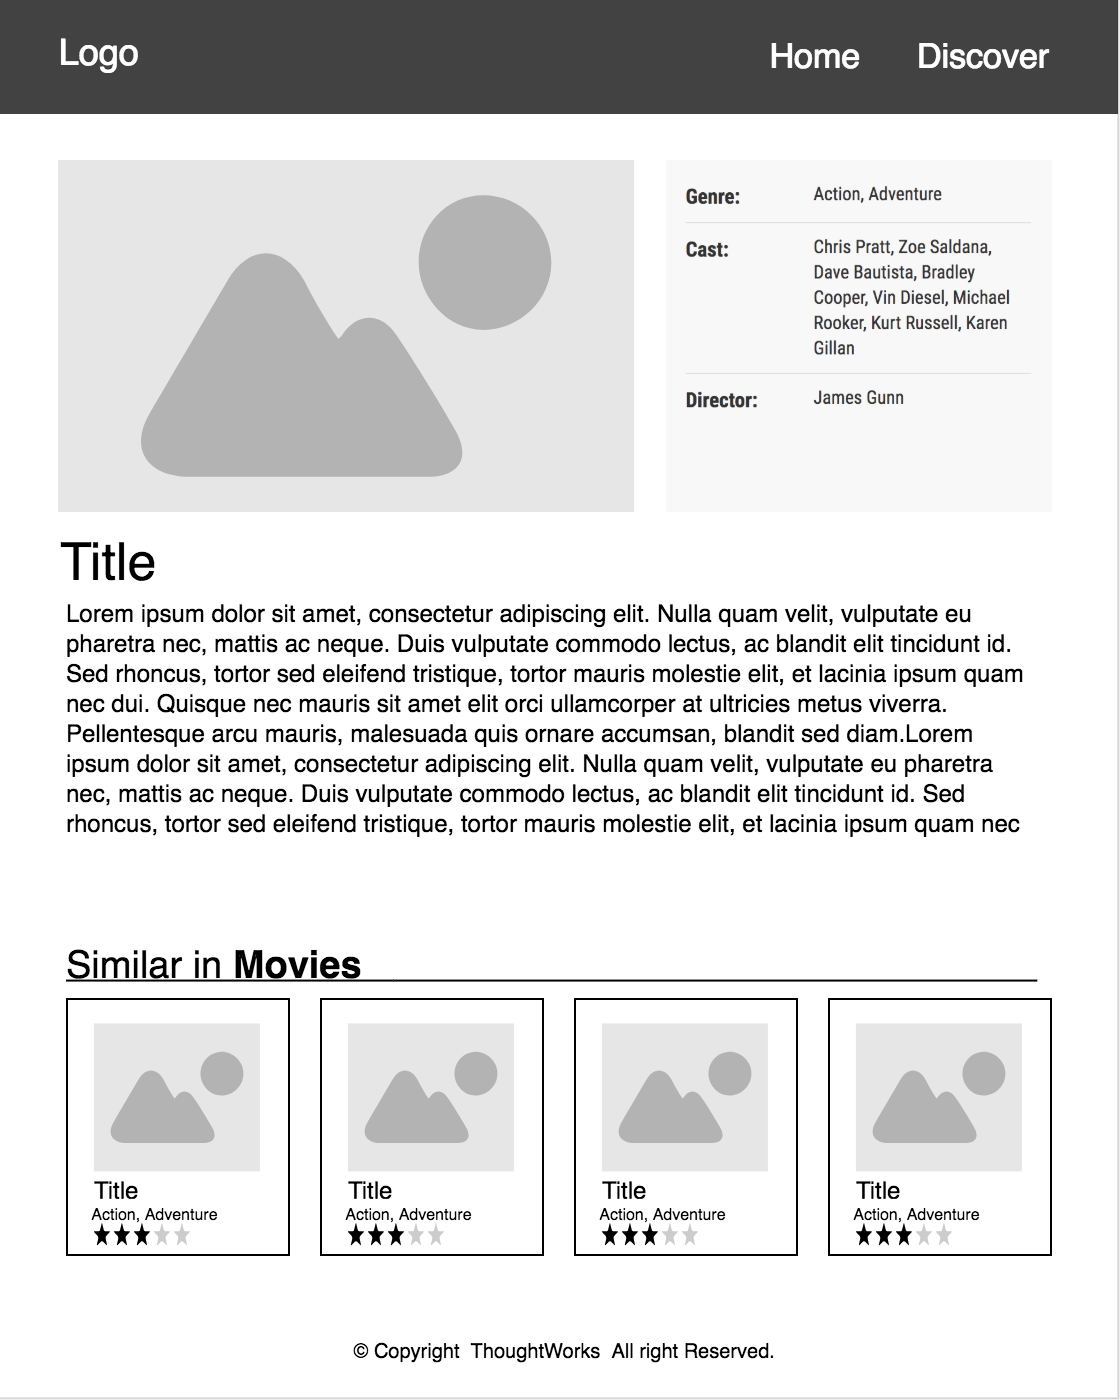 Logo
Home Discover
Genre: Action, Adventure
Cast: Chris Pratt, Zoe Saldana,
Dave Bautista, Bradley
Cooper, Vin Diesel, Michael
Rooker, Kurt Russell, Karen
Gillan
Director: James Gunn
Title
Lorem ipsum dolor sit amet, consectetur adipiscing elit. Nulla quam velit, vulputate eu
pharetra nec, mattis ac neque. Duis vulputate commodo lectus, ac blandit elit tincidunt id.
Sed rhoncus, tortor sed eleifend tristique, tortor mauris molestie elit, et lacinia ipsum quam
nec dui. Quisque nec mauris sit amet elit orci ullamcorper at ultricies metus viverra.
Pellentesque arcu mauris, malesuada quis ornare accumsan, blandit sed diam.Lorem
ipsum dolor sit amet, consectetur adipiscing elit. Nulla quam velit, vulputate eu pharetra
nec, mattis ac neque. Duis vulputate commodo lectus, ac blandit elit tincidunt id. Sed
rhoncus, tortor sed eleifend tristique, tortor mauris molestie elit, et lacinia ipsum quam nec
Similar in Movies
Title
Action, Adventure
Title
Action, Adventure
Title
Action, Adventure
Title
Action, Adventure
© Copyright ThoughtWorks All right Reserved.